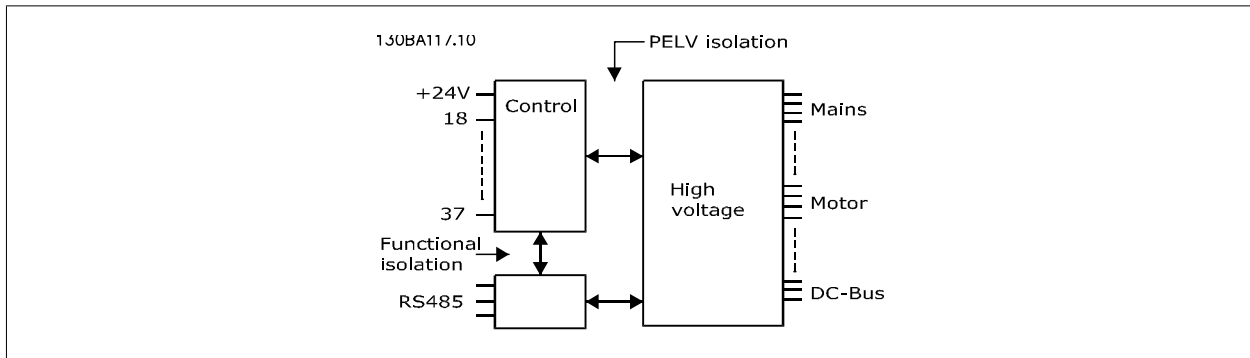 130BA117.10
PELV isolation
+24V
Control
Mains
18
High
voltage
37
Motor
Functional
isolation
RS485
DC-Bus